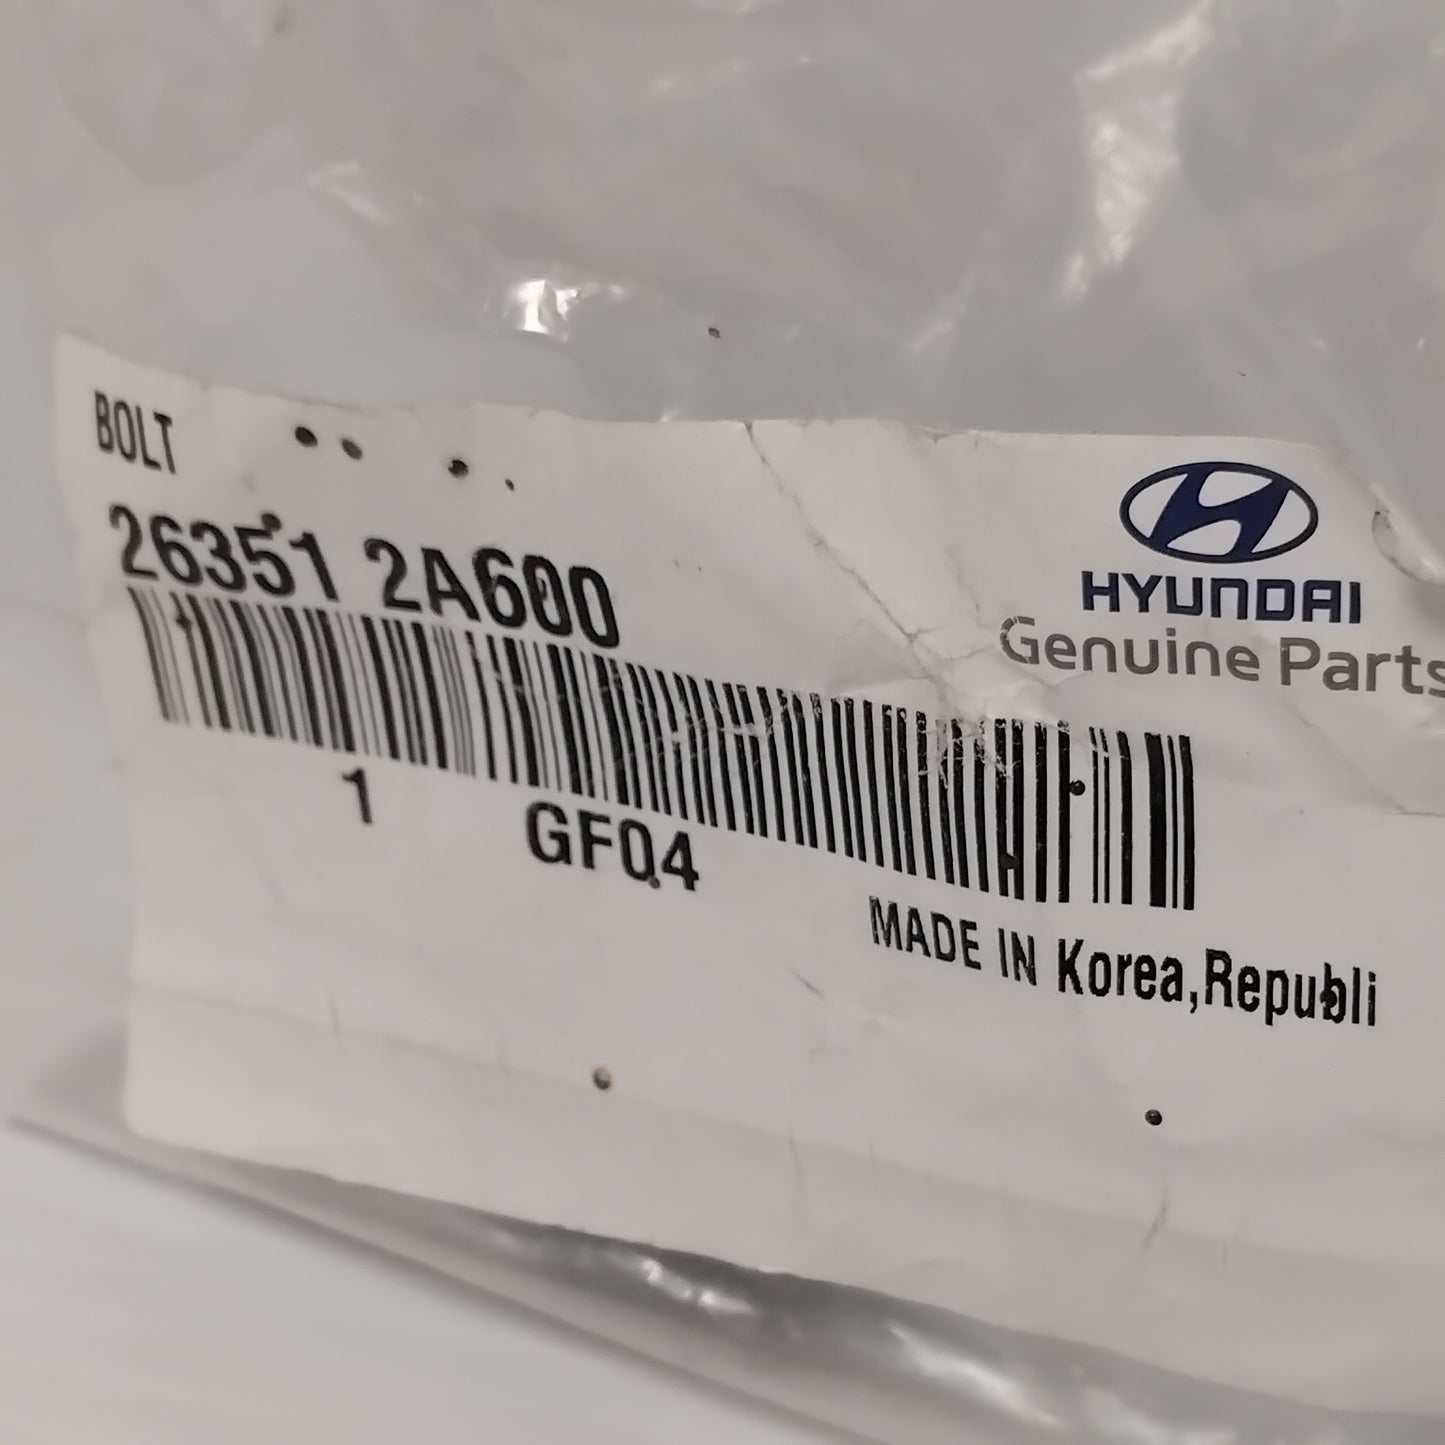 BOLT
26351 2A600
HYUNDAI
Genuine Parts
1 GF04
MADE IN Korea,Republi